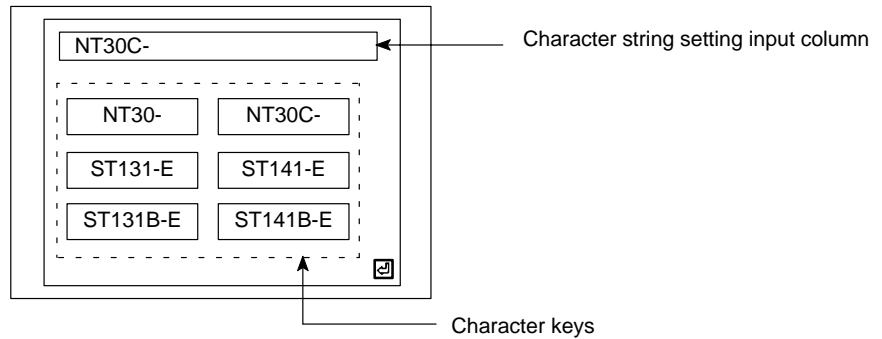 NT30C-
Character string setting input column
NT30- NT30C-
ST131-E ST141-E
ST131B-E ST141B-E
Character keys